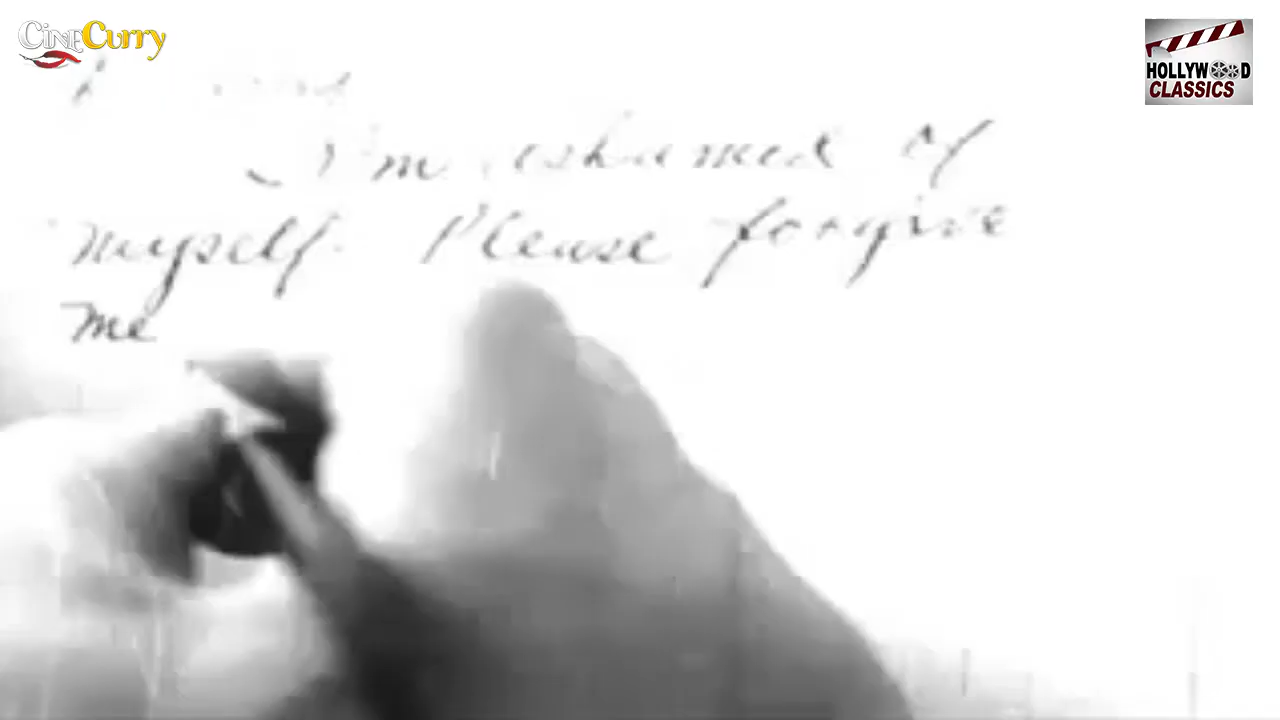 CineCurry
HOLLYWOOD
CLASSICS
I'm ashamed of
myself. Please forgive
me